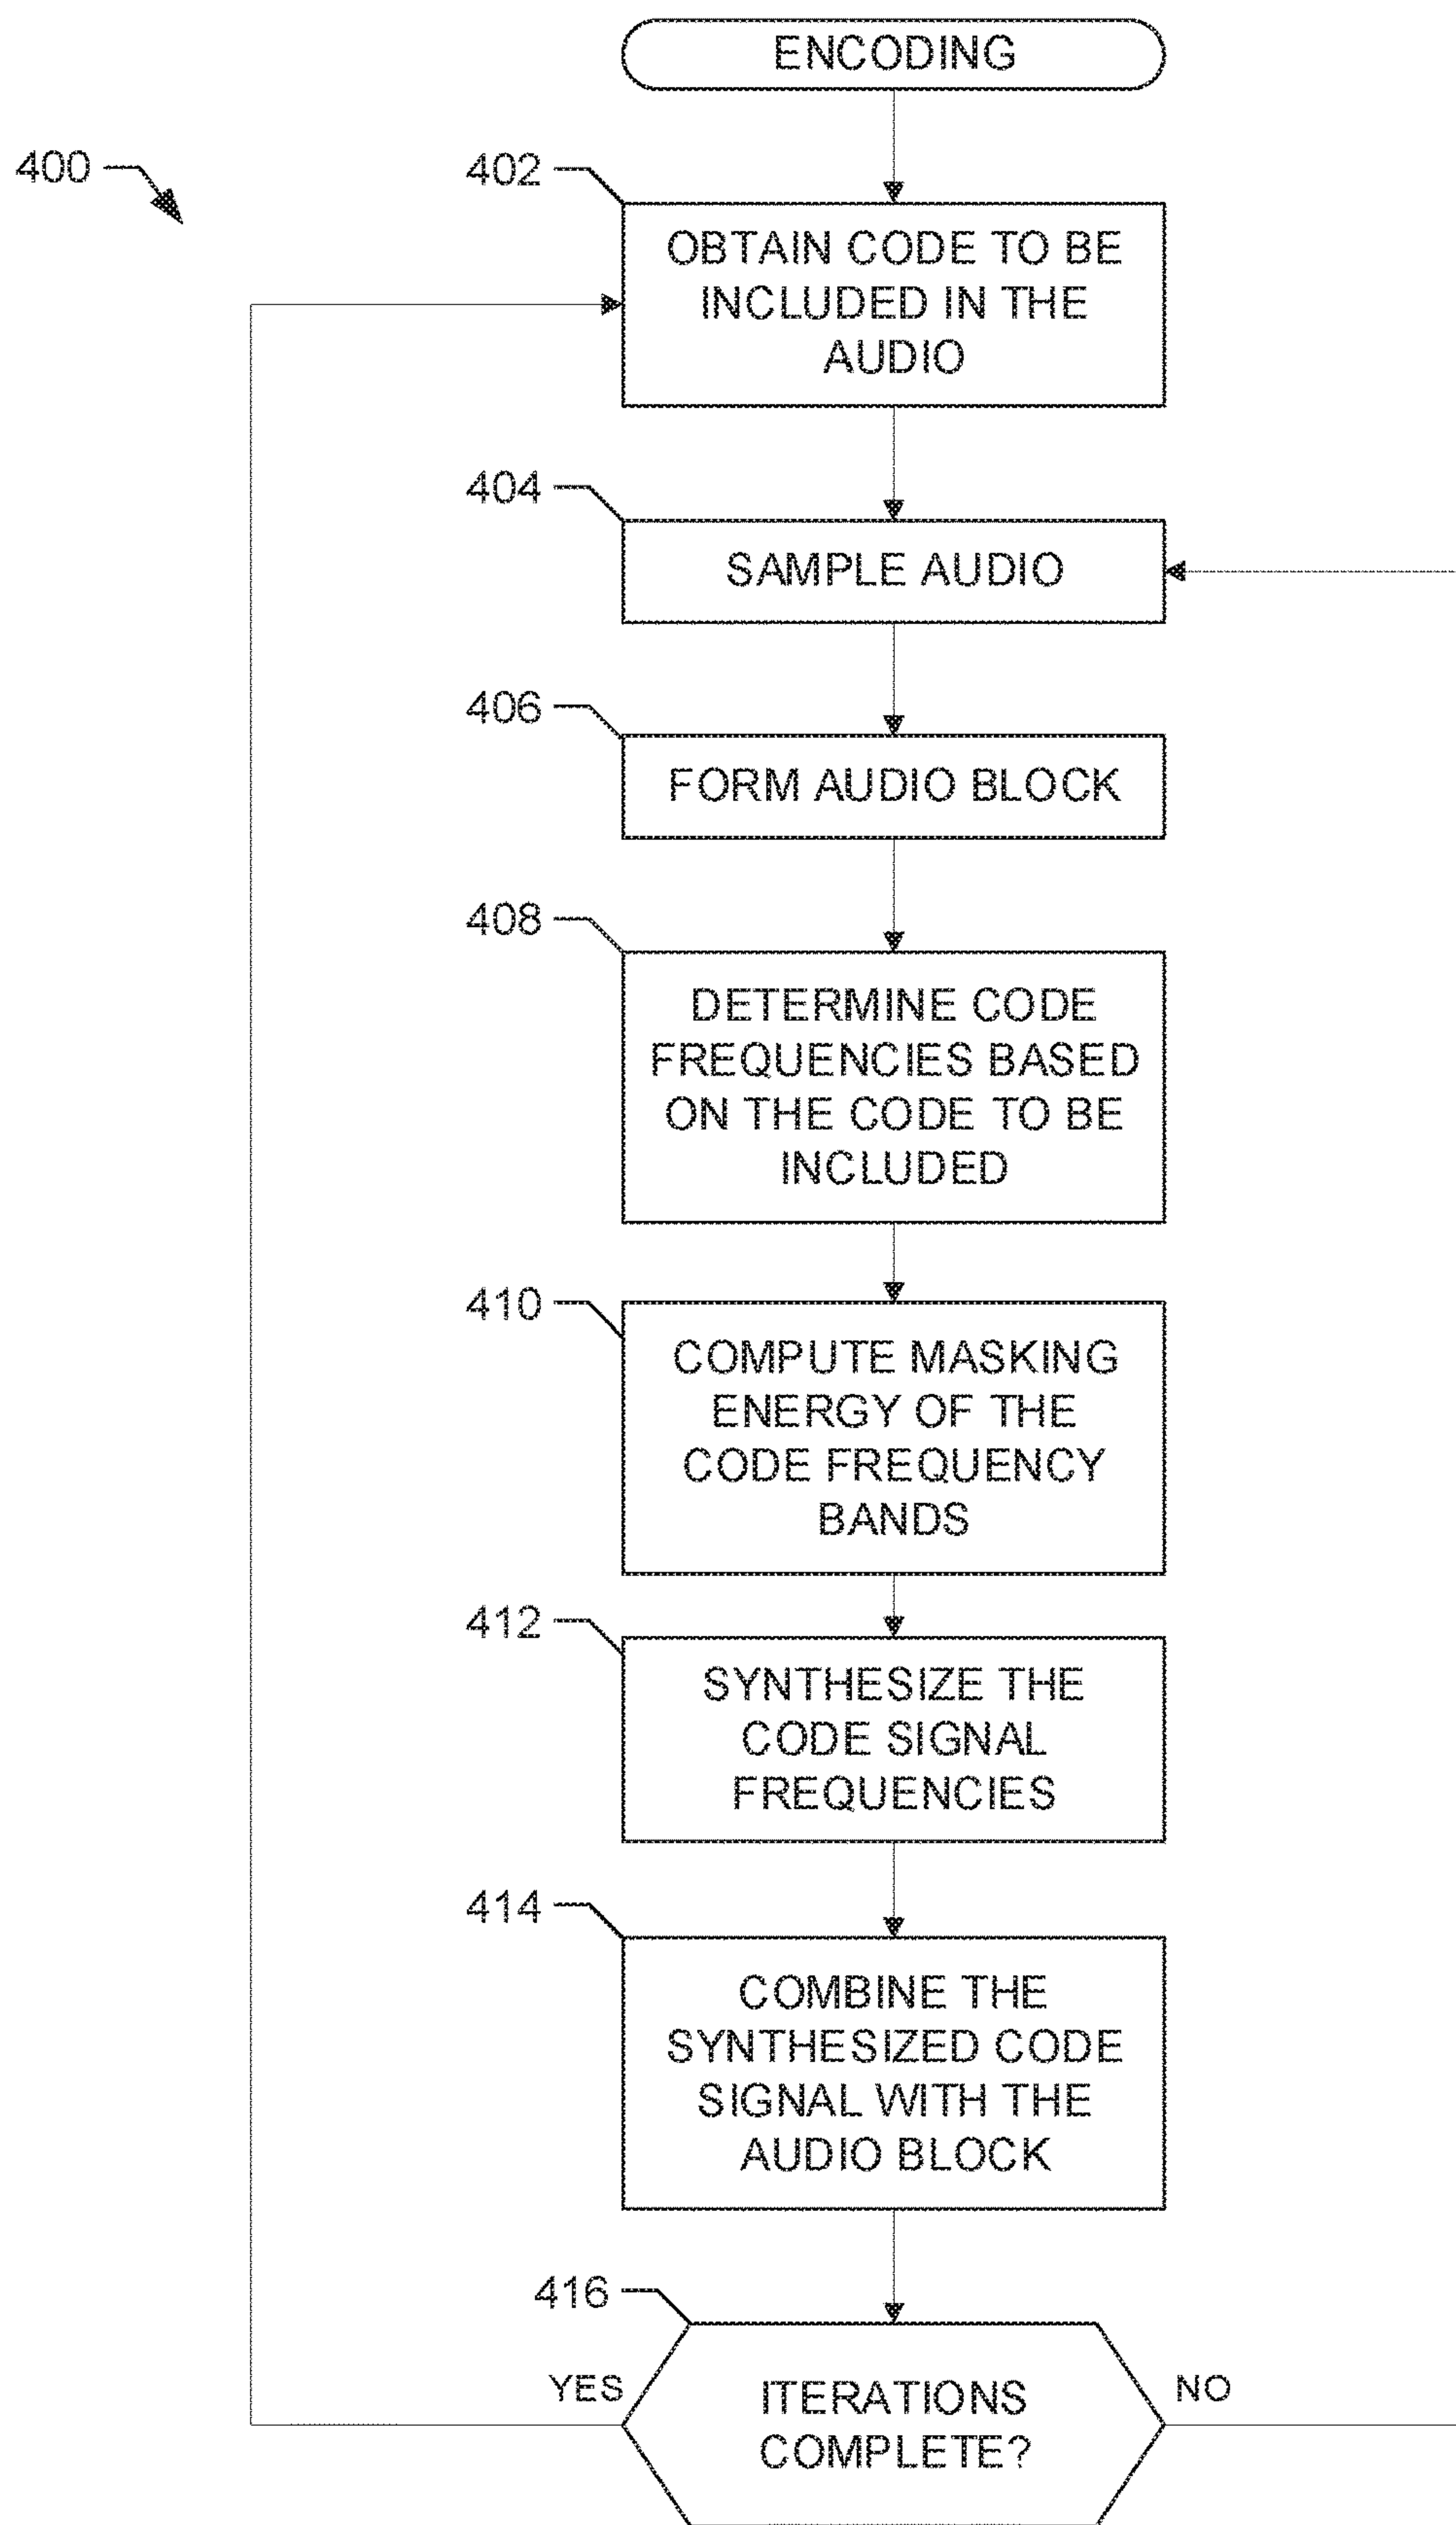 ENCODING
400
402
OBTAIN CODE TO BE
INCLUDED IN THE
AUDIO
404
SAMPLE AUDIO
406
FORM AUDIO BLOCK
408
DETERMINE CODE
FREQUENCIES BASED
ON THE CODE TO BE
INCLUDED
410
COMPUTE MASKING
ENERGY OF THE
CODE FREQUENCY
BANDS
412
SYNTHESIZE THE
CODE SIGNAL
FREQUENCIES
414
COMBINE THE
SYNTHESIZED CODE
SIGNAL WITH THE
AUDIO BLOCK
416
YES
ITERATIONS
COMPLETE?
NO